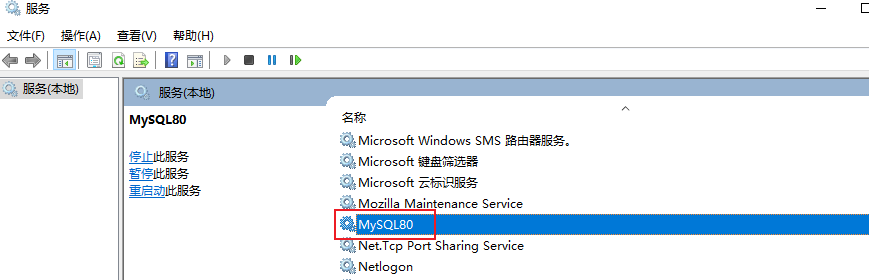 服务
文件(F) 操作(A) 查看(V) 帮助(H)
服务(本地)
服务(本地)
MySQL80
停止此服务
暂停此服务
重启动此服务
名称
Microsoft Windows SMS 路由器服务。
Microsoft 键盘筛选器
Microsoft 云标识服务
Mozilla Maintenance Service
MySQL80
Net.Tcp Port Sharing Service
Netlogon